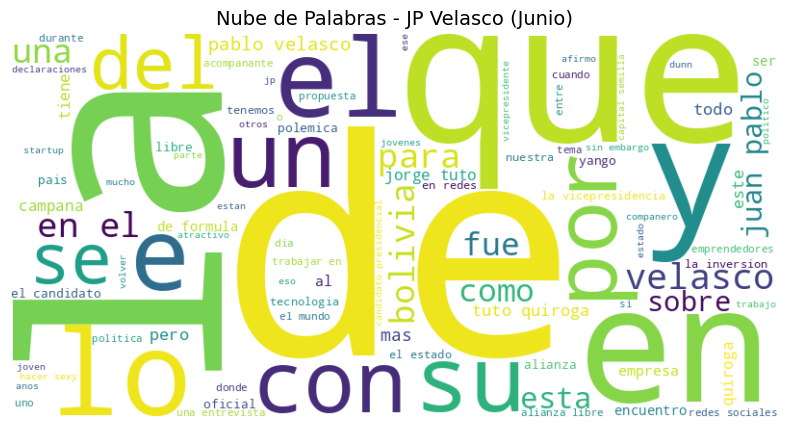 Nube de Palabras - JP Velasco (Junio)
durante
una
declaraciones
tiene
del
pablo velasco
acompanante
jp
el
ese
que
afirmo
dunn
ser
cuando
vicepresidente
entre
capital semilla
propuesta
tenemos
o
otros
polemica
todo
politico
juan pablo
a
un
startup
libre
parte
jovenes
para
jorge tuto
en redes
nuestra
tema
sin embargo
yango
y
pais
mucho
campana
de formula
estan
en el
atractivo
de
candidato presidencial
bolivia
la vicepresidencia
por
este
companero
estado
se
e
l
dia
trabajar en
eso
al
fue
emprendedores
la inversion
velasco
volver
el candidato
tecnologia
el mundo
como
tuto quiroga
si
sobre
trabajo
politica
pero
mas
el estado
en
joven
hacer sexy
anos
uno
lo
donde
oficial
una entrevista
con
su
alianza
esta
alianza libre
empresa
encuentro
quiroga
redes sociales